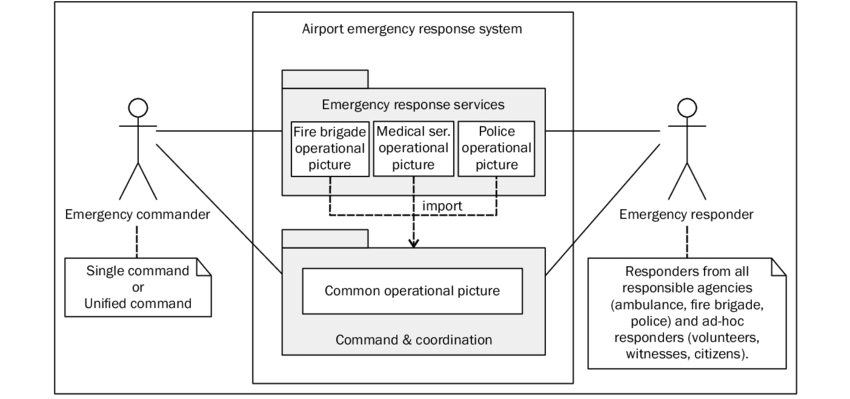 Airport emergency response system
Emergency response services
Fire brigade
operational
picture
Medical ser.
operational
picture
Police
operational
picture
import
Emergency commander
Emergency responder
Single command
or
Unified command
Common operational picture
Command & coordination
Responders from all
responsible agencies
(ambulance, fire brigade,
police) and ad-hoc
responders (volunteers,
witnesses, citizens).